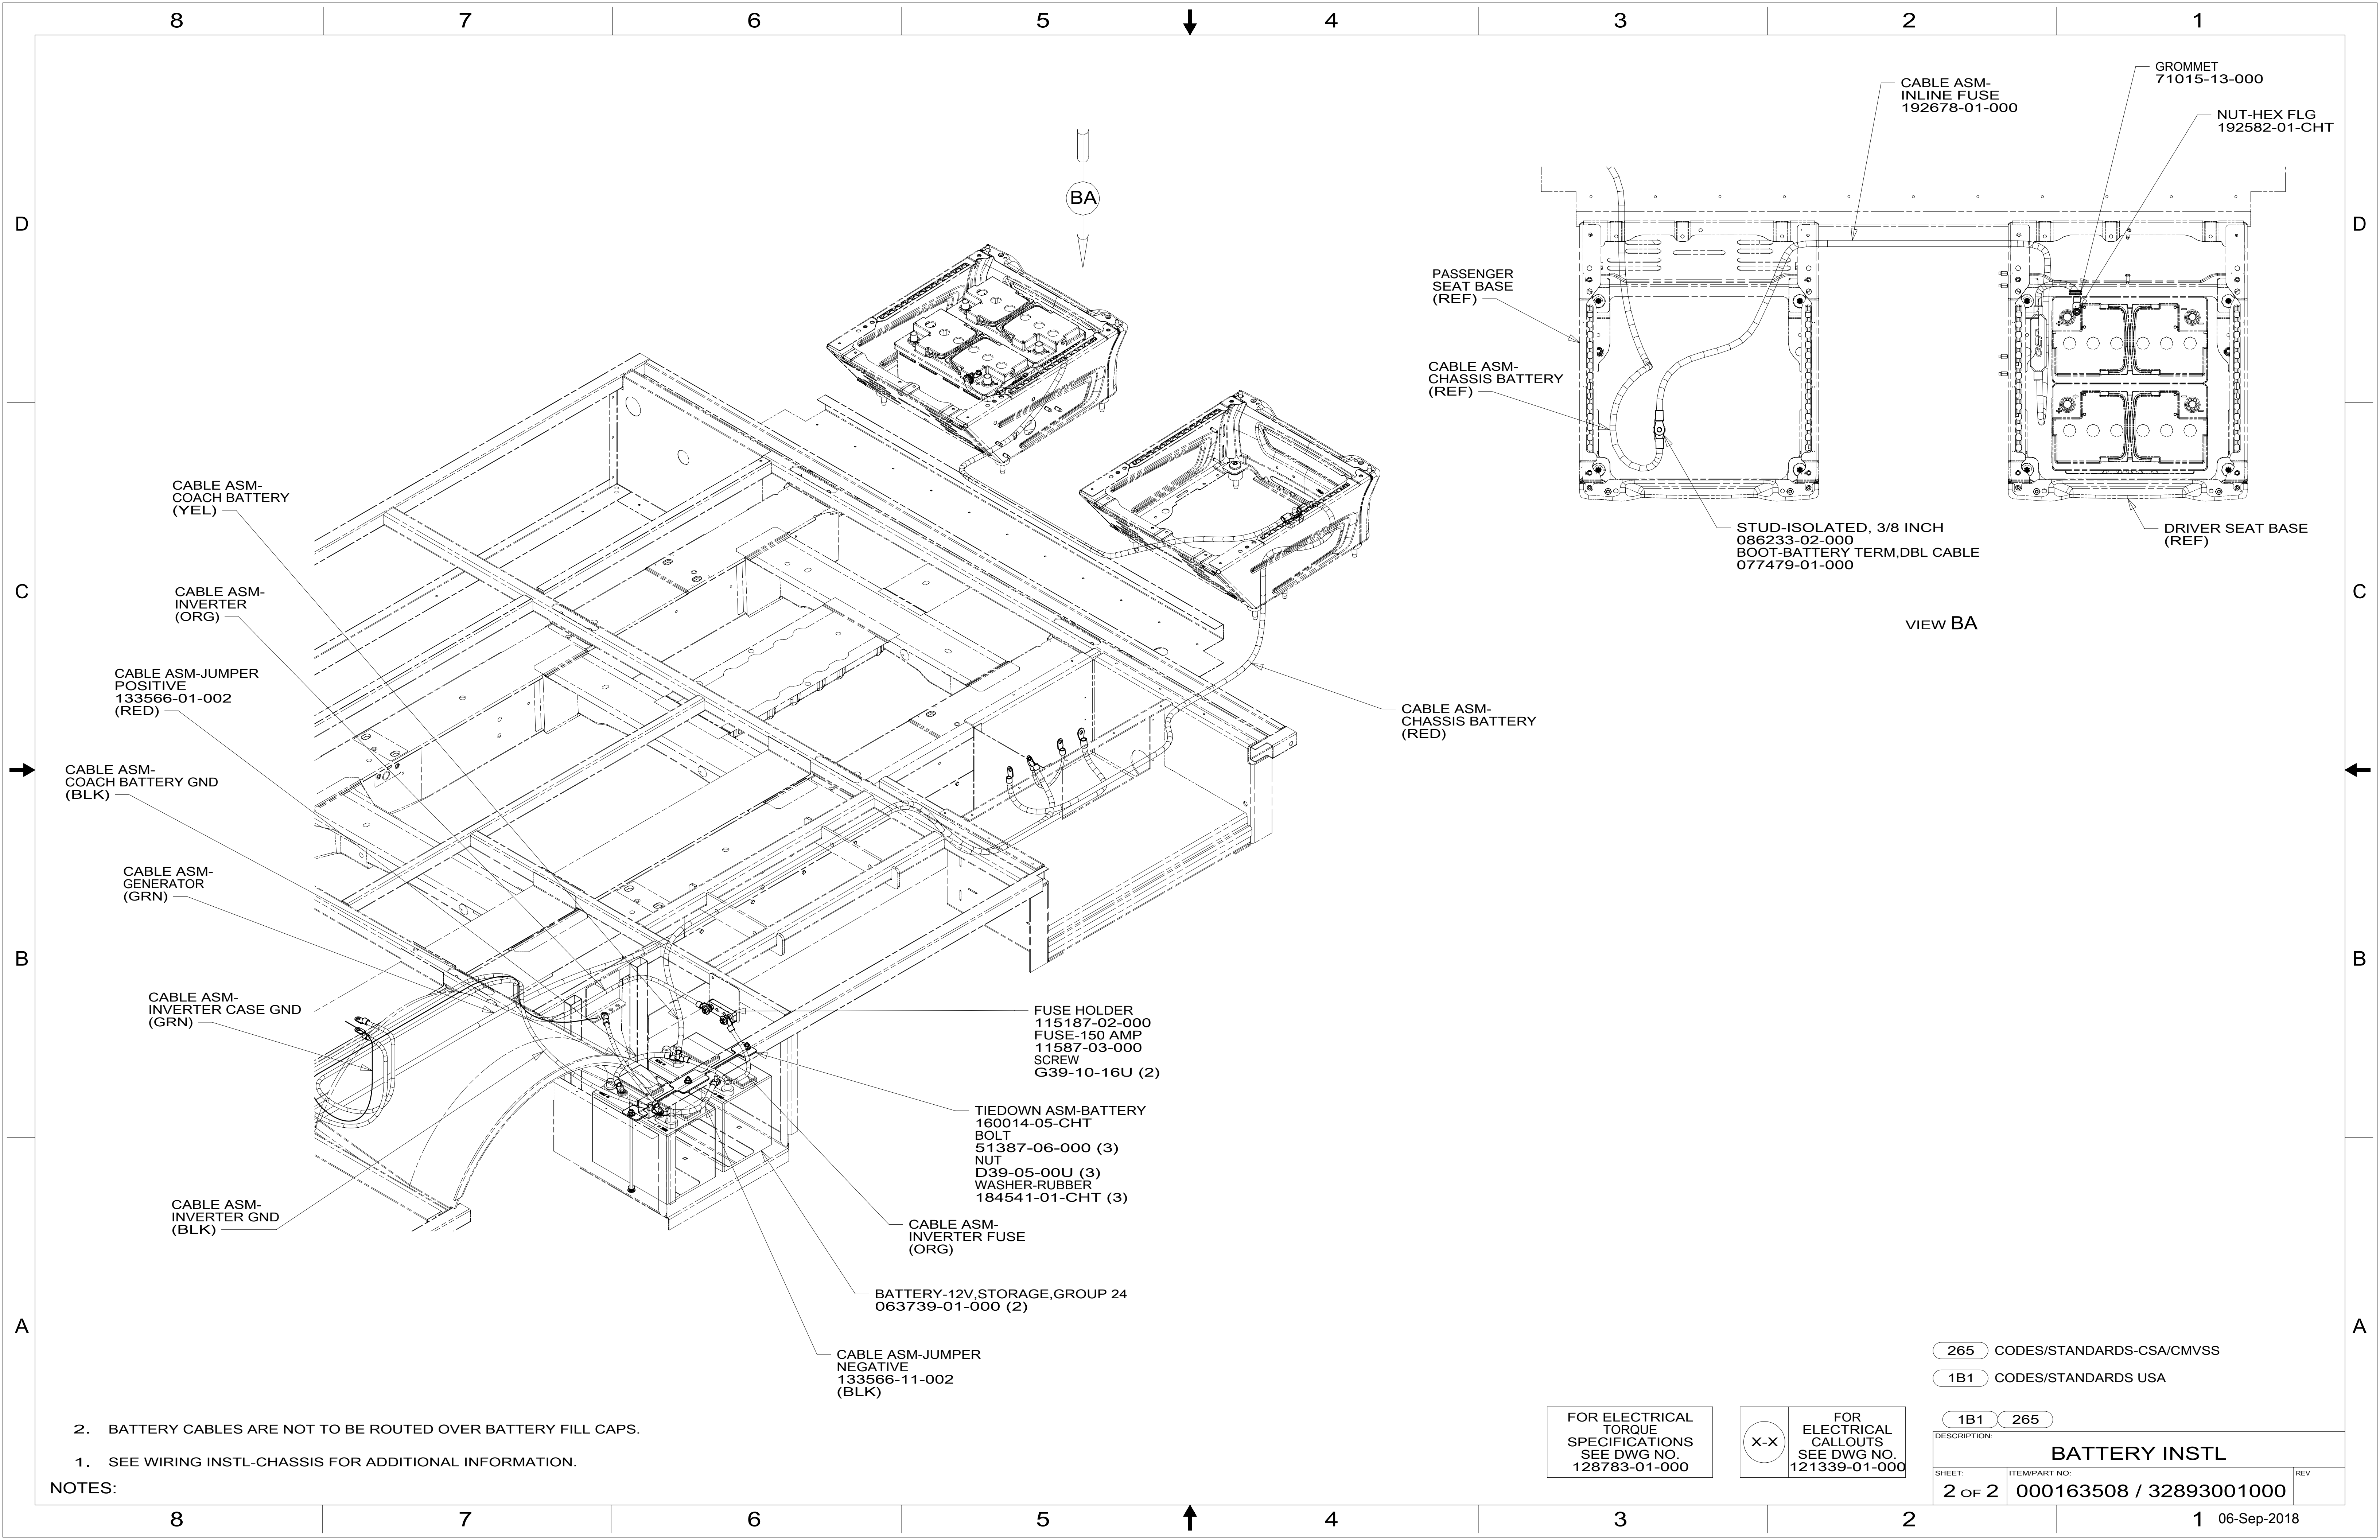 8 7 6 5 4 3 2 1
D
C
B
A
D
C
B
A
GROMMET
71015-13-000
CABLE ASM-
INLINE FUSE
192678-01-000
NUT-HEX FLG
192582-01-CHT
BA
PASSENGER
SEAT BASE
(REF)
CABLE ASM-
CHASSIS BATTERY
(REF)
STUD-ISOLATED, 3/8 INCH
086233-02-000
BOOT-BATTERY TERM,DBL CABLE
077479-01-000
DRIVER SEAT BASE
(REF)
VIEW BA
CABLE ASM-
COACH BATTERY
(YEL)
CABLE ASM-
INVERTER
(ORG)
CABLE ASM-JUMPER
POSITIVE
133566-01-002
(RED)
CABLE ASM-
COACH BATTERY GND
(BLK)
CABLE ASM-
GENERATOR
(GRN)
CABLE ASM-
INVERTER CASE GND
(GRN)
CABLE ASM-
INVERTER GND
(BLK)
CABLE ASM-
CHASSIS BATTERY
(RED)
FUSE HOLDER
115187-02-000
FUSE-150 AMP
11587-03-000
SCREW
G39-10-16U (2)
TIEDOWN ASM-BATTERY
160014-05-CHT
BOLT
51387-06-000 (3)
NUT
D39-05-00U (3)
WASHER-RUBBER
184541-01-CHT (3)
CABLE ASM-
INVERTER FUSE
(ORG)
BATTERY-12V,STORAGE,GROUP 24
063739-01-000 (2)
CABLE ASM-JUMPER
NEGATIVE
133566-11-002
(BLK)
2. BATTERY CABLES ARE NOT TO BE ROUTED OVER BATTERY FILL CAPS.
1. SEE WIRING INSTL-CHASSIS FOR ADDITIONAL INFORMATION.
NOTES:
FOR ELECTRICAL
TORQUE
SPECIFICATIONS
SEE DWG NO.
128783-01-000
X-X
FOR
ELECTRICAL
CALLOUTS
SEE DWG NO.
121339-01-000
265 CODES/STANDARDS-CSA/CMVSS
1B1 CODES/STANDARDS USA
1B1 265
DESCRIPTION:
BATTERY INSTL
SHEET:
2 OF 2
ITEM/PART NO:
000163508 / 32893001000
REV
8 7 6 5 4 3 2 1
06-Sep-2018